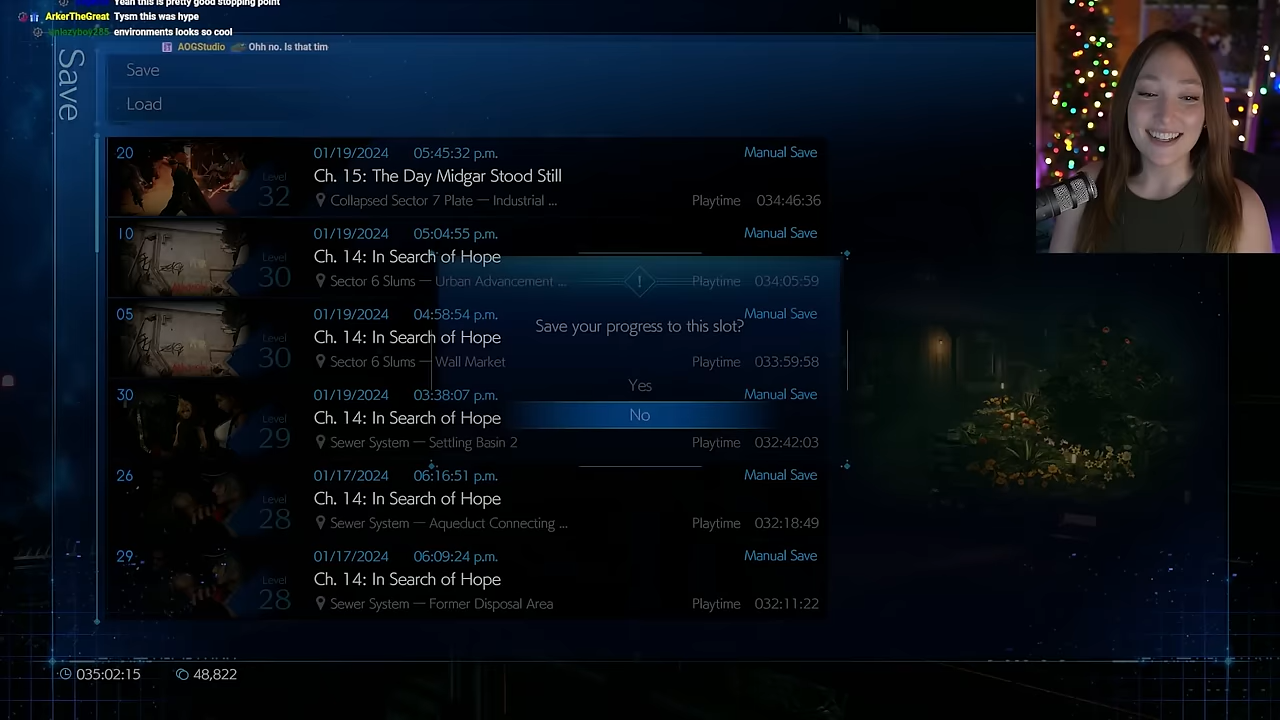 Yeah this is pretty good stopping point
ArkerTheGreat Tysm this was hype
environments looks so cool
AOGStudio Ohh no. Is that tim
Save
Save
Load
20 01/19/2024 05:45:32 p.m. Manual Save
Ch. 15: The Day Midgar Stood Still
Level 32 Collapsed Sector 7 Plate — Industrial ... Playtime 034:46:36
10 01/19/2024 05:04:55 p.m. Manual Save
Ch. 14: In Search of Hope
Level 30 Sector 6 Slums — Urban Advancement ... Playtime 034:05:59
!
05 01/19/2024 04:58:54 p.m. Manual Save
Save your progress to this slot?
Ch. 14: In Search of Hope
Level 30 Sector 6 Slums — Wall Market Playtime 033:59:58
Yes
30 01/19/2024 03:38:07 p.m. Manual Save
No
Ch. 14: In Search of Hope
Level 29 Sewer System — Settling Basin 2 Playtime 032:42:03
26 01/17/2024 06:16:51 p.m. Manual Save
Ch. 14: In Search of Hope
Level 28 Sewer System — Aqueduct Connecting ... Playtime 032:18:49
29 01/17/2024 06:09:24 p.m. Manual Save
Ch. 14: In Search of Hope
Level 28 Sewer System — Former Disposal Area Playtime 032:11:22
035:02:15 48,822